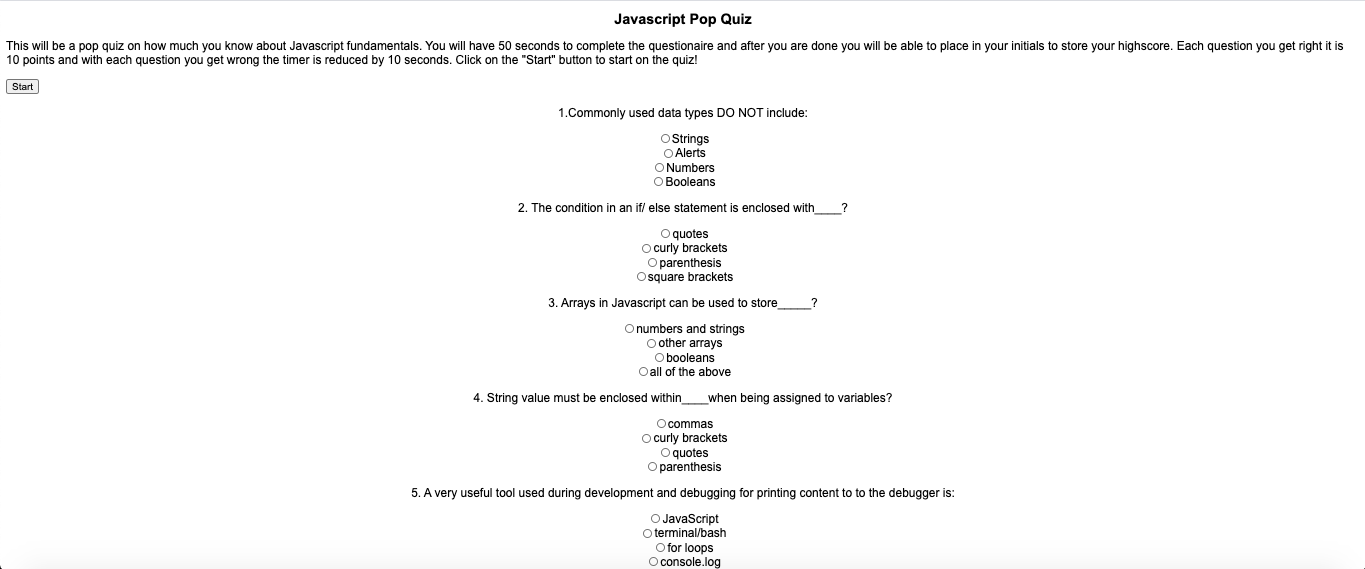 Javascript Pop Quiz
This will be a pop quiz on how much you know about Javascript fundamentals. You will have 50 seconds to complete the questionaire and after you are done you will be able to place in your initials to store your highscore. Each question you get right it is
10 points and with each question you get wrong the timer is reduced by 10 seconds. Click on the "Start" button to start on the quiz!
Start
1.Commonly used data types DO NOT include:
Strings
Alerts
Numbers
Booleans
2. The condition in an if/ else statement is enclosed with____?
quotes
curly brackets
parenthesis
square brackets
3. Arrays in Javascript can be used to store_____?
numbers and strings
other arrays
booleans
all of the above
4. String value must be enclosed within____when being assigned to variables?
commas
curly brackets
quotes
parenthesis
5. A very useful tool used during development and debugging for printing content to to the debugger is:
JavaScript
terminal/bash
for loops
console.log